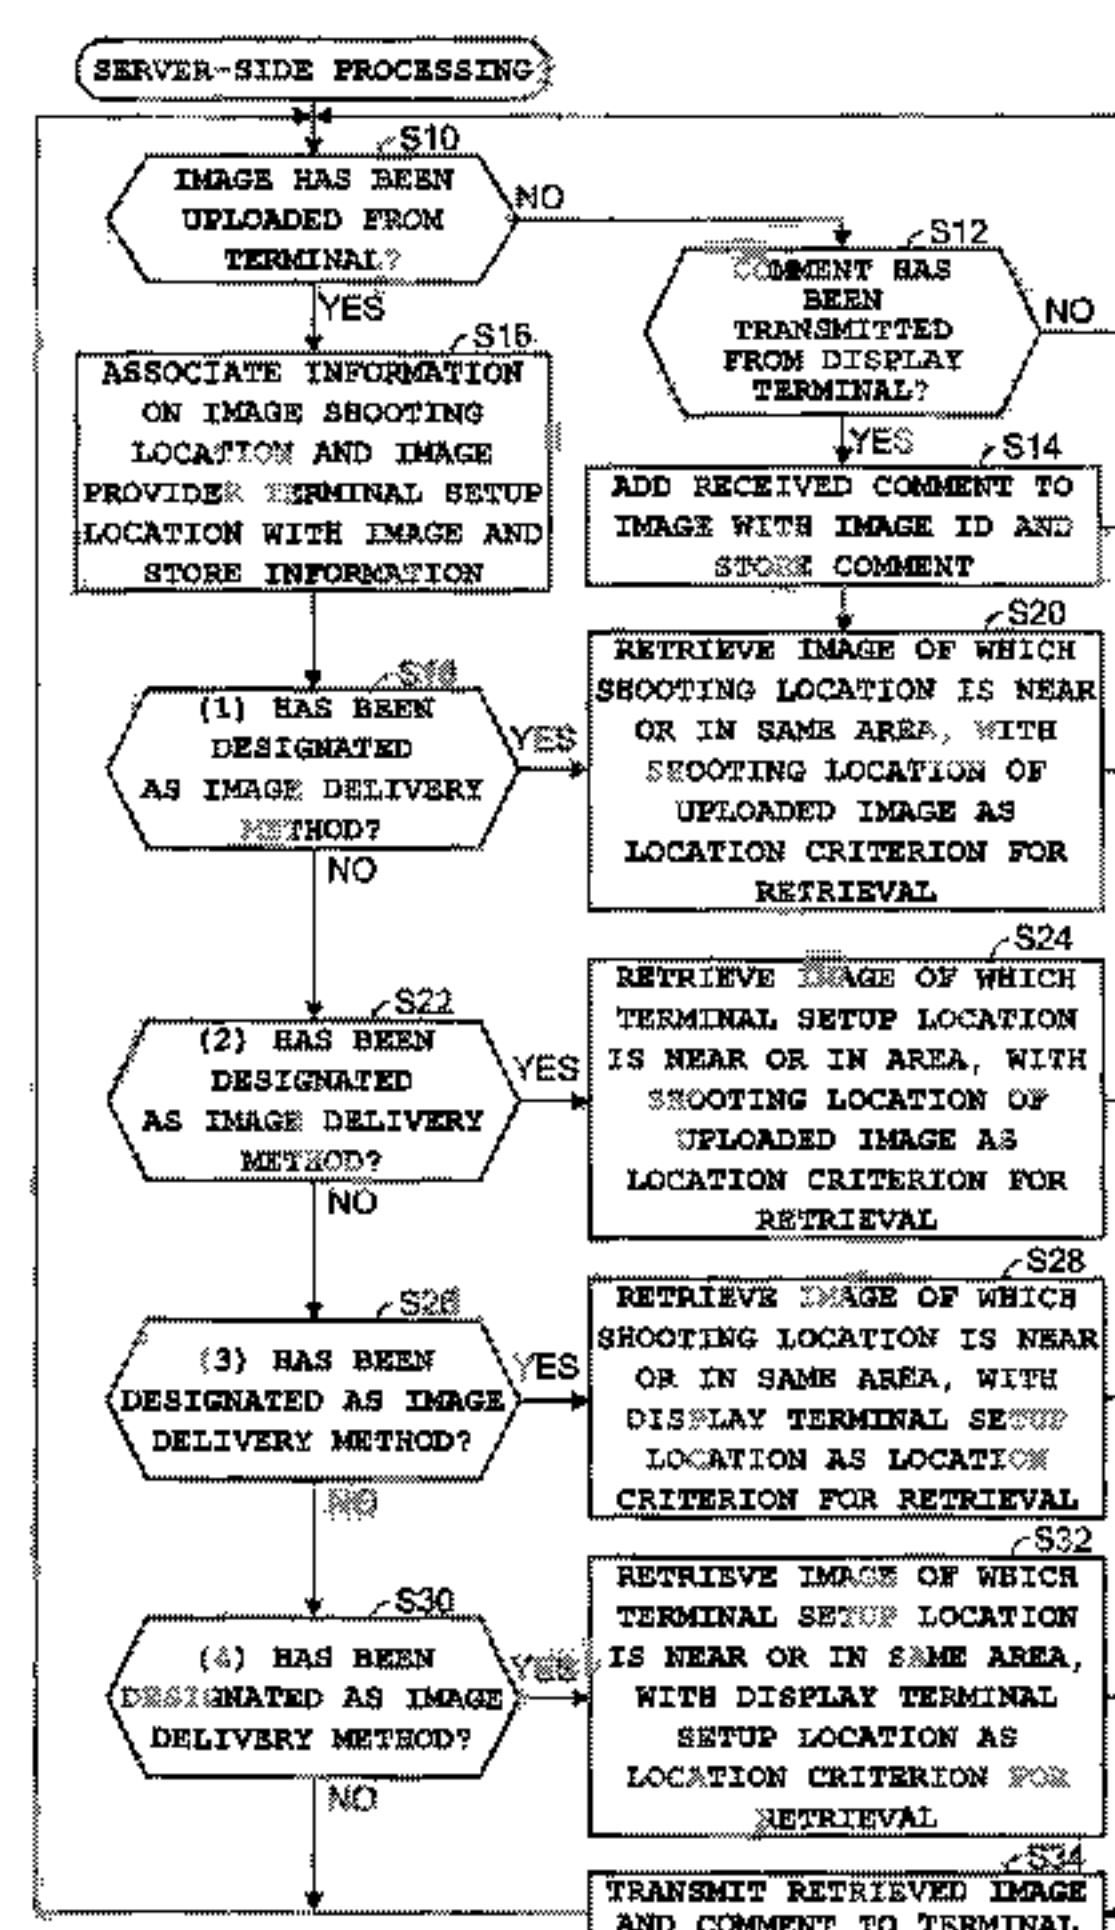 SERVER-SIDE PROCESSING
S10
IMAGE HAS BEEN
UPLOADED FROM
TERMINAL?
NO
YES
S12
COMMENT HAS
BEEN
TRANSMITTED
FROM DISPLAY
TERMINAL?
NO
YES
S16
ASSOCIATE INFORMATION
ON IMAGE SHOOTING
LOCATION AND IMAGE
PROVIDER TERMINAL SETUP
LOCATION WITH IMAGE AND
STORE INFORMATION
S14
ADD RECEIVED COMMENT TO
IMAGE WITH IMAGE ID AND
STORE COMMENT
S18
(1) HAS BEEN
DESIGNATED
AS IMAGE DELIVERY
METHOD?
YES
NO
S20
RETRIEVE IMAGE OF WHICH
SHOOTING LOCATION IS NEAR
OR IN SAME AREA, WITH
SHOOTING LOCATION OF
UPLOADED IMAGE AS
LOCATION CRITERION FOR
RETRIEVAL
S22
(2) HAS BEEN
DESIGNATED
AS IMAGE DELIVERY
METHOD?
YES
NO
S24
RETRIEVE IMAGE OF WHICH
TERMINAL SETUP LOCATION
IS NEAR OR IN AREA, WITH
SHOOTING LOCATION OF
UPLOADED IMAGE AS
LOCATION CRITERION FOR
RETRIEVAL
S26
(3) HAS BEEN
DESIGNATED AS IMAGE
DELIVERY METHOD?
YES
NO
S28
RETRIEVE IMAGE OF WHICH
SHOOTING LOCATION IS NEAR
OR IN SAME AREA, WITH
DISPLAY TERMINAL SETUP
LOCATION AS LOCATION
CRITERION FOR RETRIEVAL
S30
(4) HAS BEEN
DESIGNATED AS IMAGE
DELIVERY METHOD?
YES
NO
S32
RETRIEVE IMAGE OF WHICH
TERMINAL SETUP LOCATION
IS NEAR OR IN SAME AREA,
WITH DISPLAY TERMINAL
SETUP LOCATION AS
LOCATION CRITERION FOR
RETRIEVAL
S34
TRANSMIT RETRIEVED IMAGE
AND COMMENT TO TERMINAL